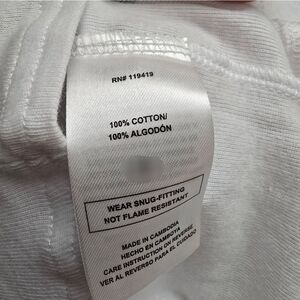 RN# 119419
100% COTTON/
100% ALGODÓN
WEAR SNUG-FITTING
NOT FLAME RESISTANT
MADE IN CAMBODIA
HECHO EN CAMBOYA
CARE INSTRUCTION ON REVERSE
VER AL REVERSO PARA EL CUIDADO